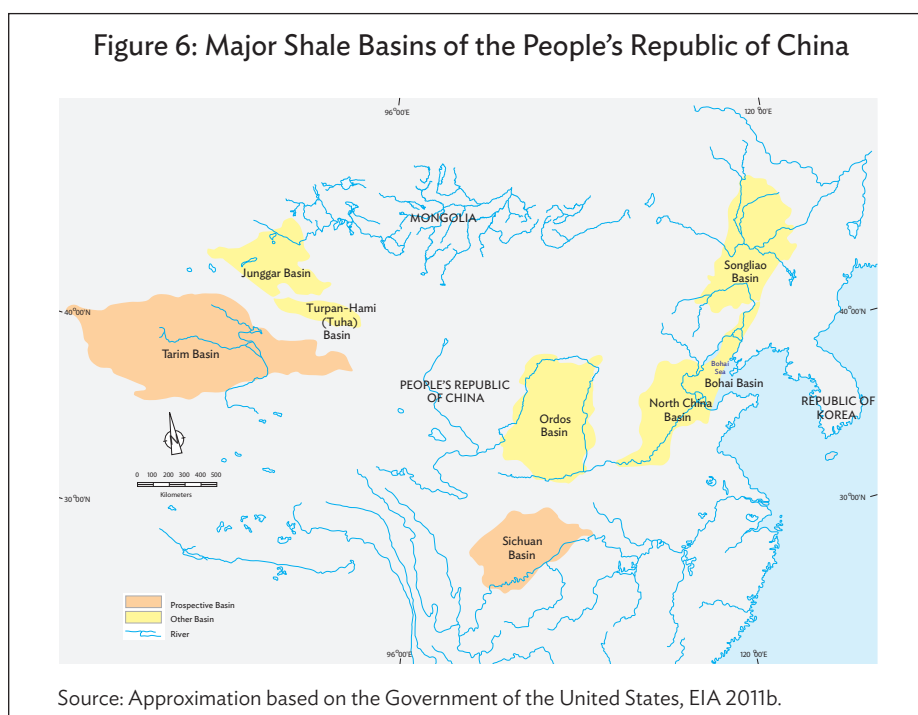 Figure 6: Major Shale Basins of the People's Republic of China
96°00'E
120°00'E
MONGOLIA
Songliao
Basin
Junggar Basin
Turpan–Hami
(Tuha)
Basin
40°00'N
40°00'N
Tarim Basin
Bohai
Sea
Bohai Basin
PEOPLE'S REPUBLIC
OF CHINA
North China
Basin
REPUBLIC OF
KOREA
Ordos
Basin
N
0 100 200 300 400 500
Kilometers
30°00'N
30°00'N
Sichuan
Basin
Prospective Basin
Other Basin
River
96°00'E
120°00'E
Source: Approximation based on the Government of the United States, EIA 2011b.